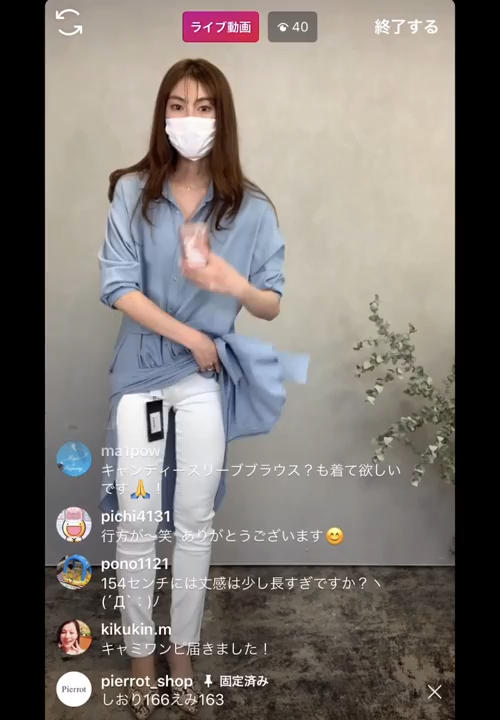 ライブ動画 40 終了する
ma1pow
キャンディースリーブブラウス？も着て欲しい
です🙏！
pichi4131
行方が〜笑 ありがとうございます😊
pono1121
154センチには丈感は少し長すぎですか？ヽ
(´Д`；)ﾉ
kikukin.m
キャミワンピ届きました！
Pierrot
pierrot_shop 固定済み
しおり166えみ163